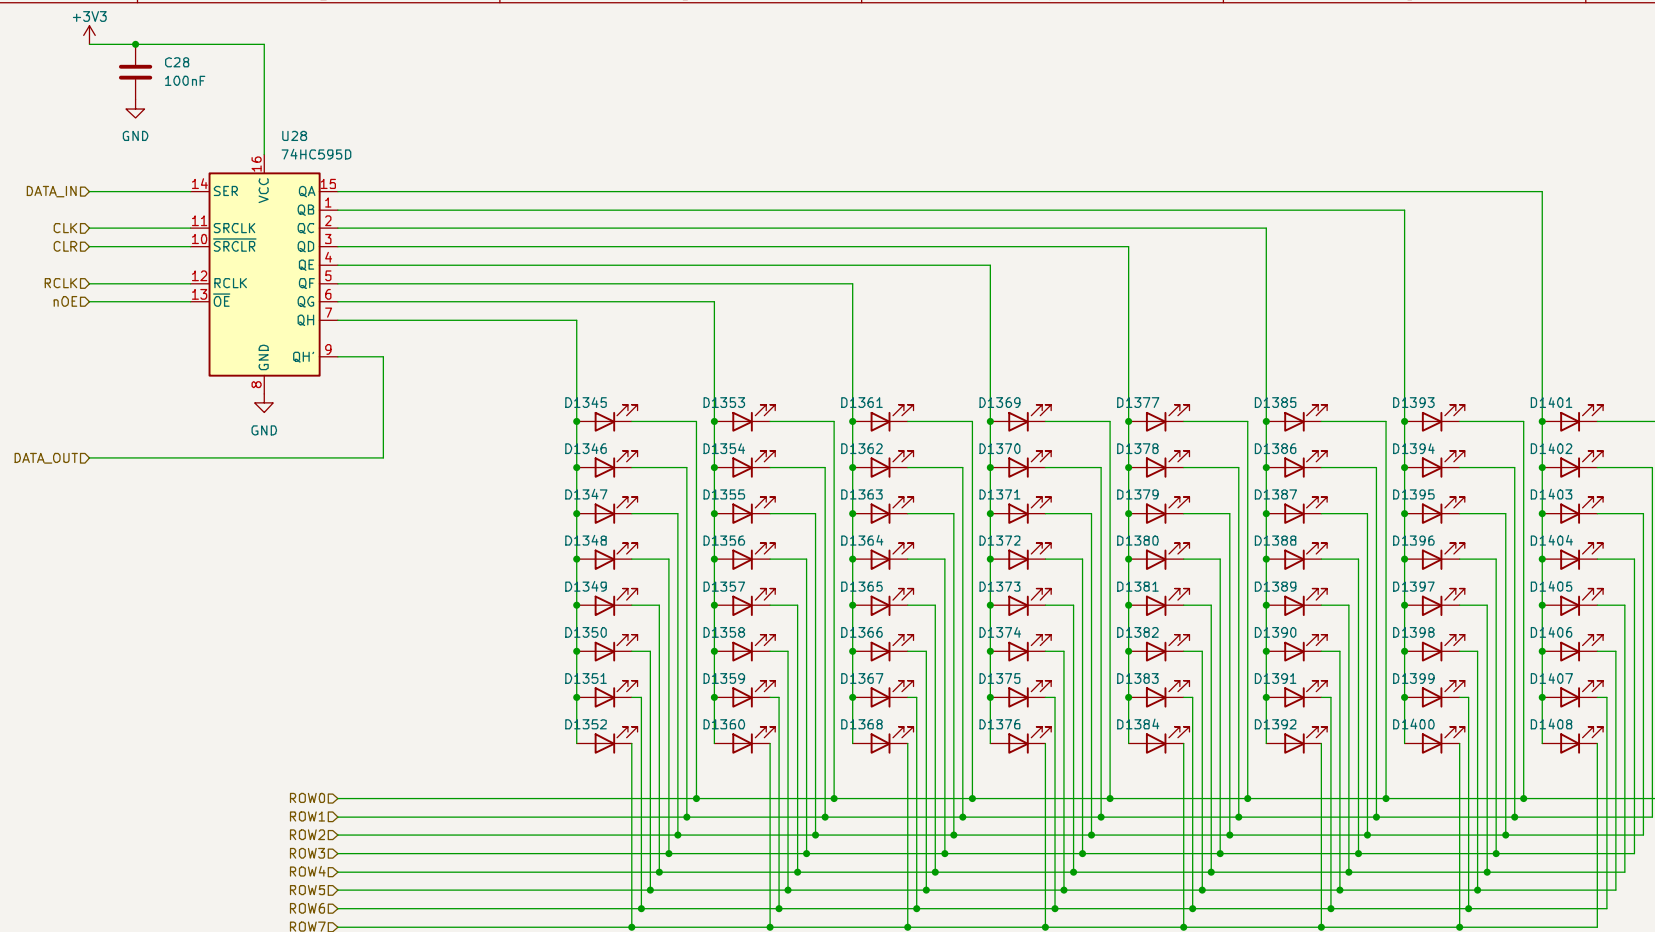 +3V3
C28
100nF
GND
U28
74HC595D
16
VCC
DATA_IN 14 SER QA 15
QB 1
CLK 11 SRCLK QC 2
CLR 10 SRCLR QD 3
QE 4
RCLK 12 RCLK QF 5
nOE 13 OE QG 6
QH 7
GND QH' 9
8
GND
DATA_OUT
D1345 D1353 D1361 D1369 D1377 D1385 D1393 D1401
D1346 D1354 D1362 D1370 D1378 D1386 D1394 D1402
D1347 D1355 D1363 D1371 D1379 D1387 D1395 D1403
D1348 D1356 D1364 D1372 D1380 D1388 D1396 D1404
D1349 D1357 D1365 D1373 D1381 D1389 D1397 D1405
D1350 D1358 D1366 D1374 D1382 D1390 D1398 D1406
D1351 D1359 D1367 D1375 D1383 D1391 D1399 D1407
D1352 D1360 D1368 D1376 D1384 D1392 D1400 D1408
ROW0
ROW1
ROW2
ROW3
ROW4
ROW5
ROW6
ROW7